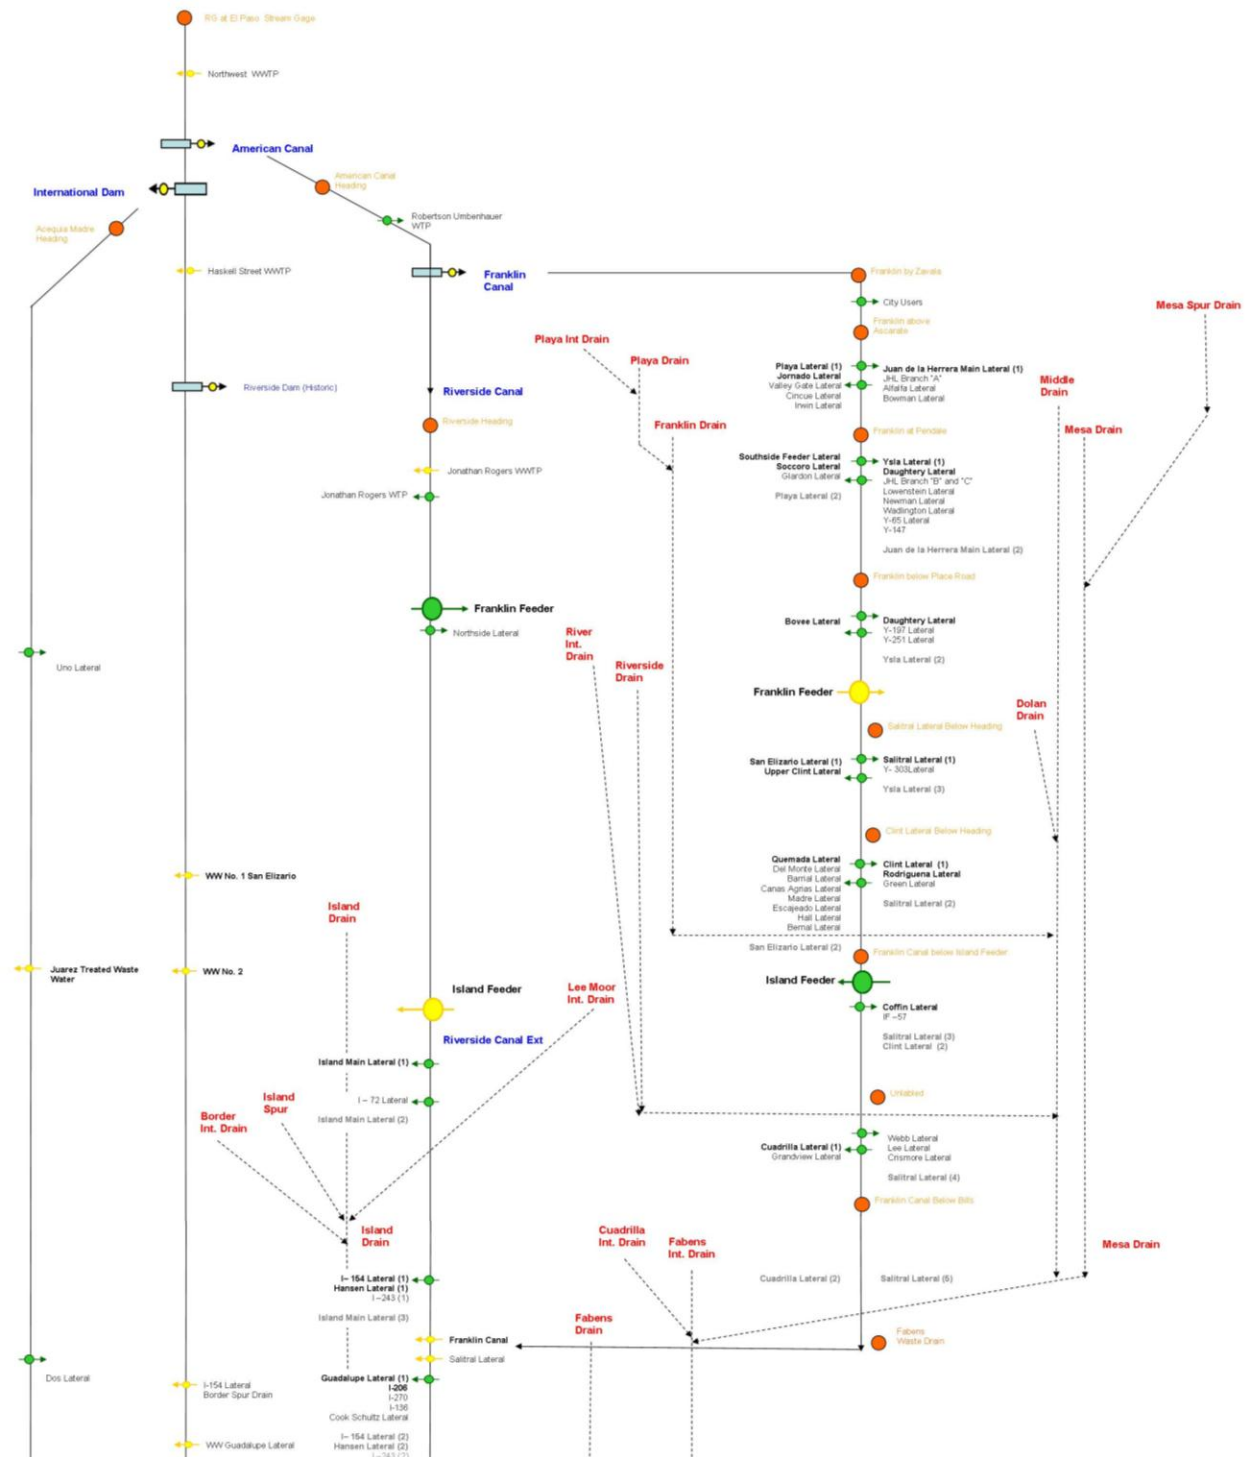 RG at El Paso Stream Gage
Northwest WWTP
American Canal
International Dam
American Canal
Heading
Acequia Madre
Heading
Robertson Umbenhauer
WTP
Haskell Street WWTP
Franklin
Canal
Franklin by Zavata
City Users
Mesa Spur Drain
Franklin above
Ascarate
Playa Int Drain
Playa Drain
Playa Lateral (1)
Jornado Lateral
Valley Gate Lateral
Cincue Lateral
Irwin Lateral
Juan de la Herrera Main Lateral (1)
JHL Branch "A"
Alfalfa Lateral
Bowman Lateral
Middle
Drain
Riverside Dam (Historic)
Riverside Canal
Riverside Heading
Franklin Drain
Franklin at Pendale
Mesa Drain
Jonathan Rogers WWTP
Jonathan Rogers WTP
Southside Feeder Lateral
Soccoro Lateral
Glardon Lateral
Playa Lateral (2)
Ysla Lateral (1)
Daughtery Lateral
JHL Branch "B" and "C"
Lowenstein Lateral
Newman Lateral
Wadlington Lateral
Y-65 Lateral
Y-147
Juan de la Herrera Main Lateral (2)
Franklin below Place Road
Franklin Feeder
Northside Lateral
River
Int.
Drain
Riverside
Drain
Bovee Lateral
Daughtery Lateral
Y-197 Lateral
Y-251 Lateral
Ysla Lateral (2)
Uno Lateral
Franklin Feeder
Dolan
Drain
Salitral Lateral Below Heading
San Elizario Lateral (1)
Upper Clint Lateral
Salitral Lateral (1)
Y- 303Lateral
Ysla Lateral (3)
Clint Lateral Below Heading
Quemada Lateral
Del Monte Lateral
Barrial Lateral
Canas Agrias Lateral
Madre Lateral
Escajeado Lateral
Hall Lateral
Bernal Lateral
San Elizario Lateral (2)
Clint Lateral (1)
Rodriguena Lateral
Green Lateral
Salitral Lateral (2)
WW No. 1 San Elizario
Island
Drain
Franklin Canal below Island Feeder
Juarez Treated Waste
Water
WW No. 2
Island Feeder
Lee Moor
Int. Drain
Island Feeder
Coffin Lateral
IF –57
Salitral Lateral (3)
Clint Lateral (2)
Riverside Canal Ext
Island Main Lateral (1)
I – 72 Lateral
Island Main Lateral (2)
Island
Spur
Border
Int. Drain
Unlabled
Cuadrilla Lateral (1)
Grandview Lateral
Webb Lateral
Lee Lateral
Crismore Lateral
Salitral Lateral (4)
Franklin Canal Below Bills
Island
Drain
Cuadrilla
Int. Drain
Fabens
Int. Drain
Mesa Drain
I– 154 Lateral (1)
Hansen Lateral (1)
I –243 (1)
Island Main Lateral (3)
Cuadrilla Lateral (2)
Salitral Lateral (5)
Fabens
Drain
Fabens
Waste Drain
Franklin Canal
Salitral Lateral
Dos Lateral
I-154 Lateral
Border Spur Drain
Guadalupe Lateral (1)
I-206
I-270
I-136
Cook Schultz Lateral
I– 154 Lateral (2)
Hansen Lateral (2)
I –243 (2)
WW Guadalupe Lateral